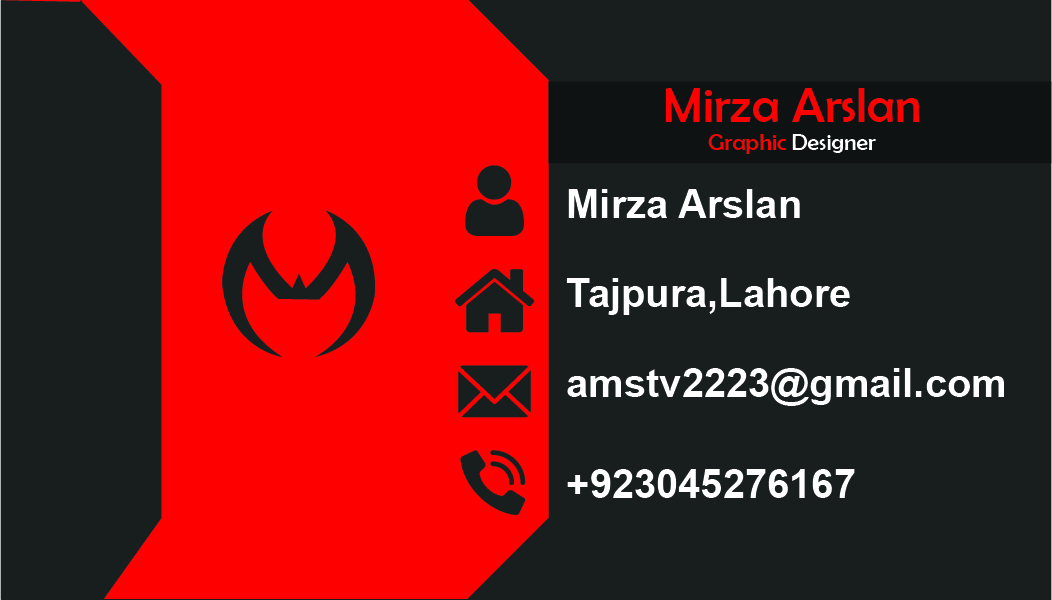 Mirza Arslan
Graphic Designer
Mirza Arslan
Tajpura,Lahore
amstv2223@gmail.com
+923045276167